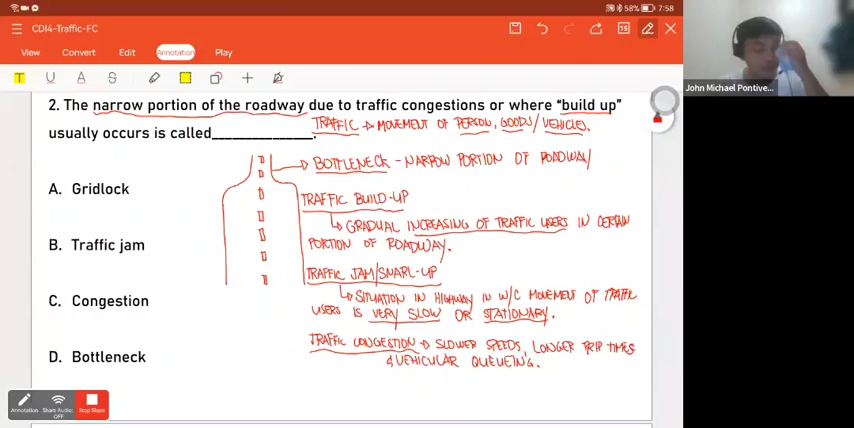 58% 7:58
CDI4-Traffic-FC
View Convert Edit Annotation Play
T U A S
John Michael Pontive...
2. The narrow portion of the roadway due to traffic congestions or where "build up"
usually occurs is called______________.
TRAFFIC → MOVEMENT OF PERSON, GOODS/VEHICLES.
BOTTLENECK - NARROW PORTION OF ROADWAY
A. Gridlock
TRAFFIC BUILD-UP
GRADUAL INCREASING OF TRAFFIC USERS IN CERTAIN
PORTION OF ROADWAY.
B. Traffic jam
TRAFFIC JAM/SNARL-UP
SITUATION IN HIGHWAY IN W/C MOVEMENT OF TRAFFIC
USERS IS VERY SLOW OR STATIONARY.
C. Congestion
TRAFFIC CONGESTION → SLOWER SPEEDS, LONGER TRIP TIMES
& VEHICULAR QUEUEING.
D. Bottleneck
Annotation Share Audio: OFF Stop Share